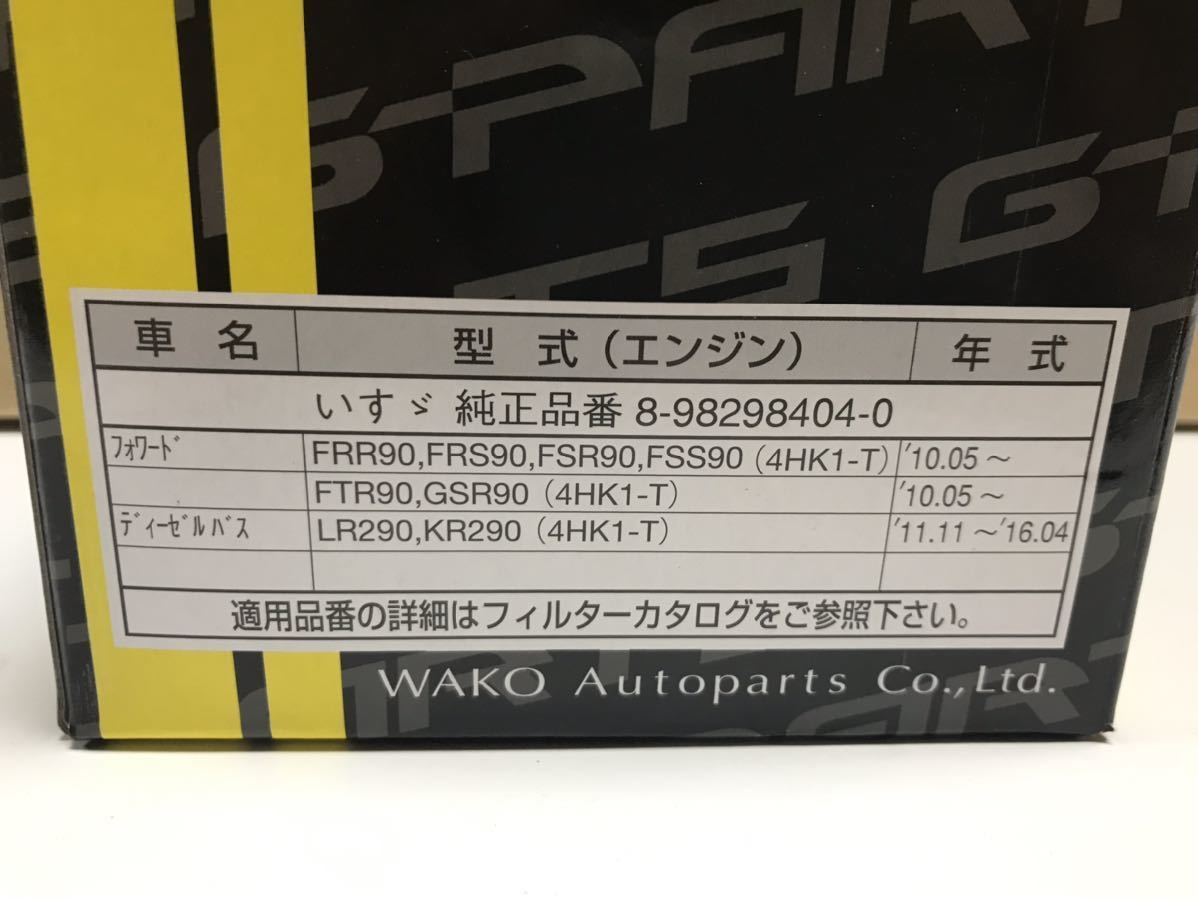 G-PART
TS G-P
車 名 型 式 (エンジン) 年 式
いすゞ 純正品番 8-98298404-0
ﾌｫﾜｰﾄﾞ FRR90,FRS90,FSR90,FSS90 (4HK1-T) '10.05 ～
FTR90,GSR90 (4HK1-T) '10.05 ～
ﾃﾞｨｰｾﾞﾙﾊﾞｽ LR290,KR290 (4HK1-T) '11.11 ～'16.04
適用品番の詳細はフィルターカタログをご参照下さい。
WAKO Autoparts Co.,Ltd.